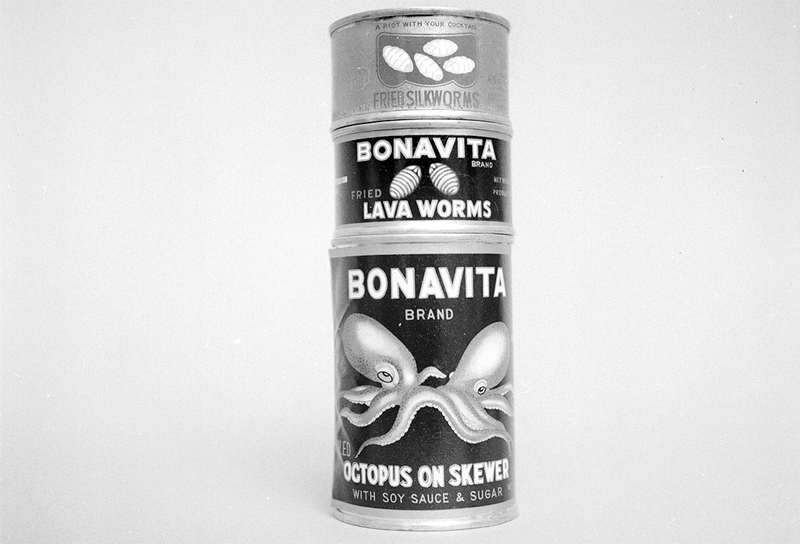 A RIOT WITH YOUR COCKTAIL
FRIED SILKWORMS
BONAVITA
BRAND
FRIED
LAVA WORMS
BONAVITA
BRAND
OCTOPUS ON SKEWER
WITH SOY SAUCE & SUGAR